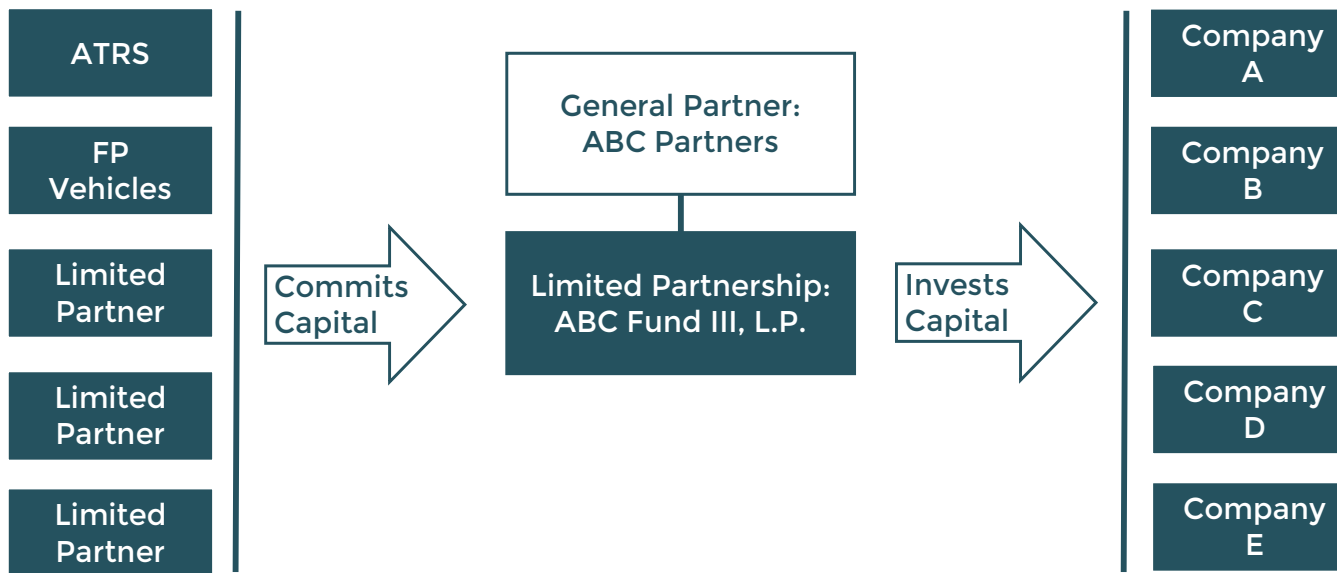 ATRS
FP
Vehicles
Limited
Partner
Limited
Partner
Limited
Partner
Commits
Capital
General Partner:
ABC Partners
Limited Partnership:
ABC Fund III, L.P.
Invests
Capital
Company
A
Company
B
Company
C
Company
D
Company
E